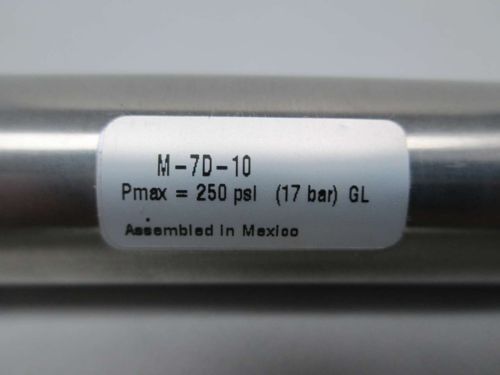 M-7D-10
Pmax = 250 psi (17 bar) GL
Assembled in Mexico